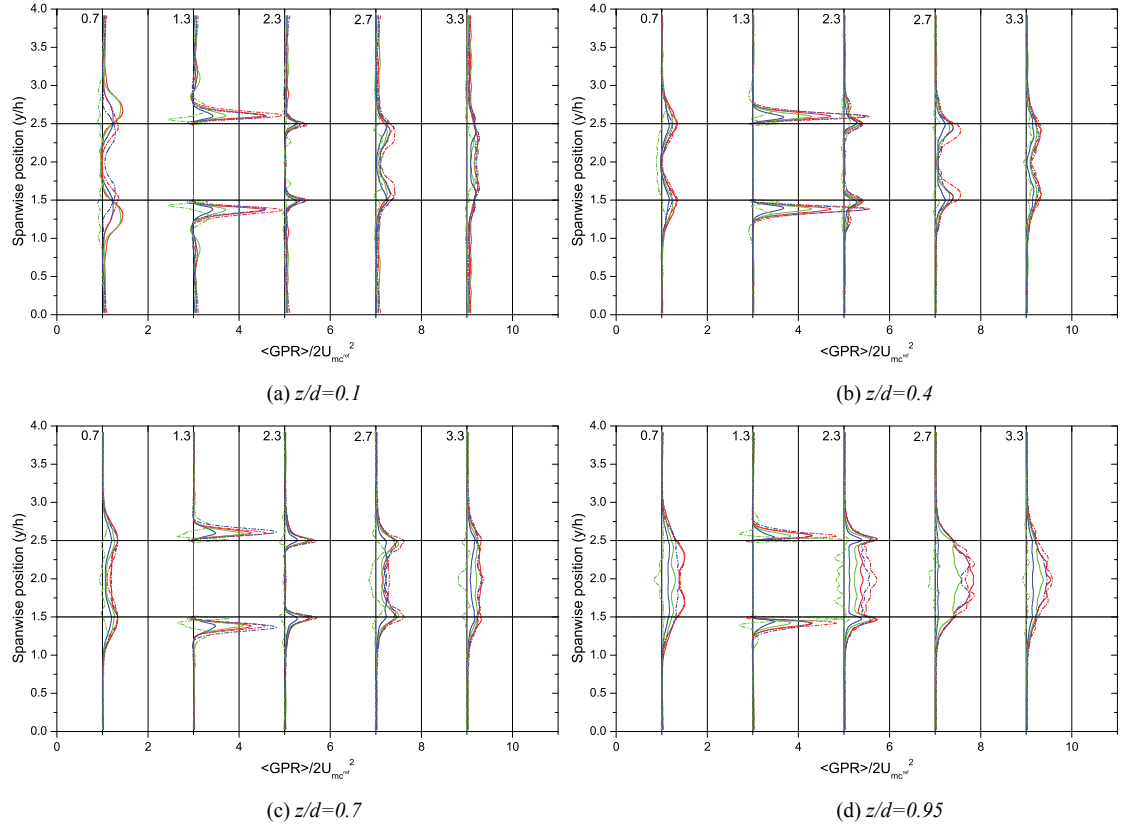 0.7 1.3 2.3 2.7 3.3
4.0
3.5
3.0
2.5
2.0
1.5
1.0
0.5
0.0
Spanwise position (y/h)
0 2 4 6 8 10
<GPR>/2U_mc^ref^2
(a) z/d=0.1
0.7 1.3 2.3 2.7 3.3
4.0
3.5
3.0
2.5
2.0
1.5
1.0
0.5
0.0
Spanwise position (y/h)
0 2 4 6 8 10
<GPR>/2U_mc^ref^2
(b) z/d=0.4
0.7 1.3 2.3 2.7 3.3
4.0
3.5
3.0
2.5
2.0
1.5
1.0
0.5
0.0
Spanwise position (y/h)
0 2 4 6 8 10
<GPR>/2U_mc^ref^2
(c) z/d=0.7
0.7 1.3 2.3 2.7 3.3
4.0
3.5
3.0
2.5
2.0
1.5
1.0
0.5
0.0
Spanwise position (y/h)
0 2 4 6 8 10
<GPR>/2U_mc^ref^2
(d) z/d=0.95